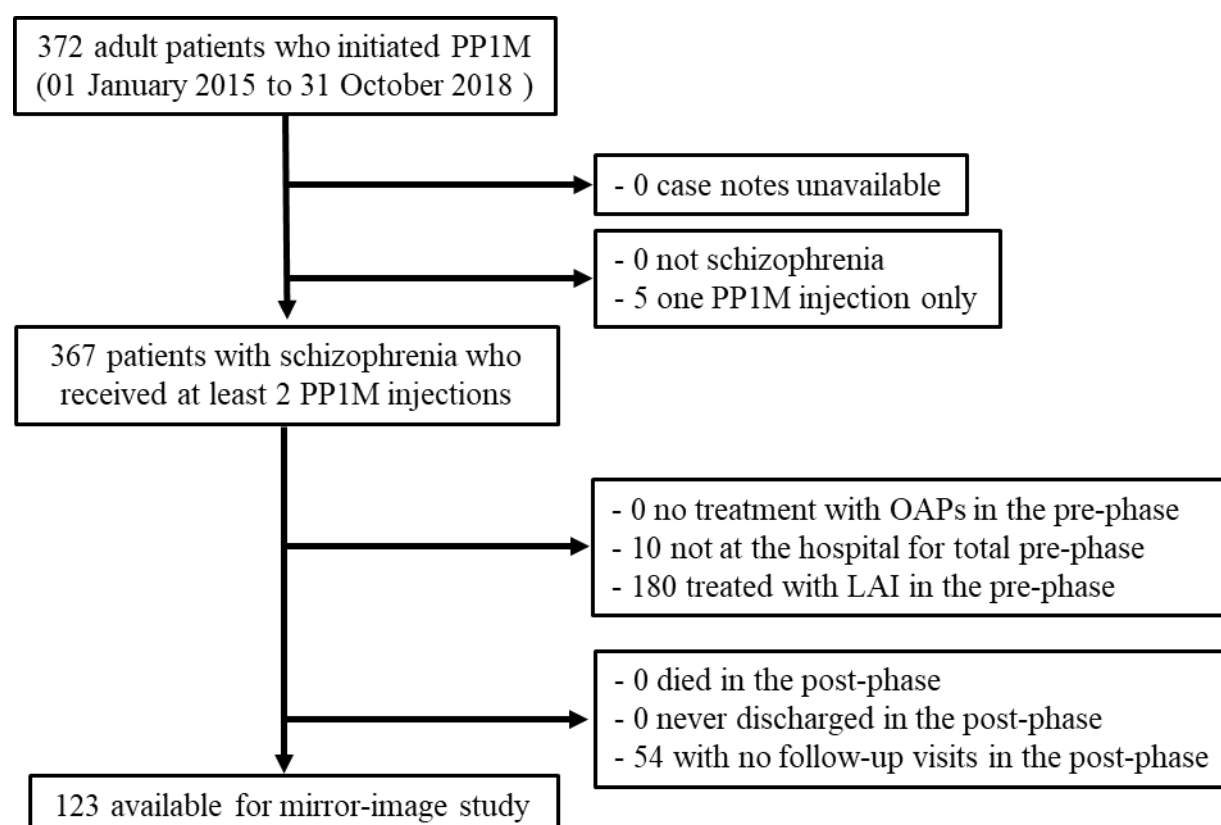 372 adult patients who initiated PP1M
(01 January 2015 to 31 October 2018 )
- 0 case notes unavailable
- 0 not schizophrenia
- 5 one PP1M injection only
367 patients with schizophrenia who
received at least 2 PP1M injections
- 0 no treatment with OAPs in the pre-phase
- 10 not at the hospital for total pre-phase
- 180 treated with LAI in the pre-phase
- 0 died in the post-phase
- 0 never discharged in the post-phase
- 54 with no follow-up visits in the post-phase
123 available for mirror-image study